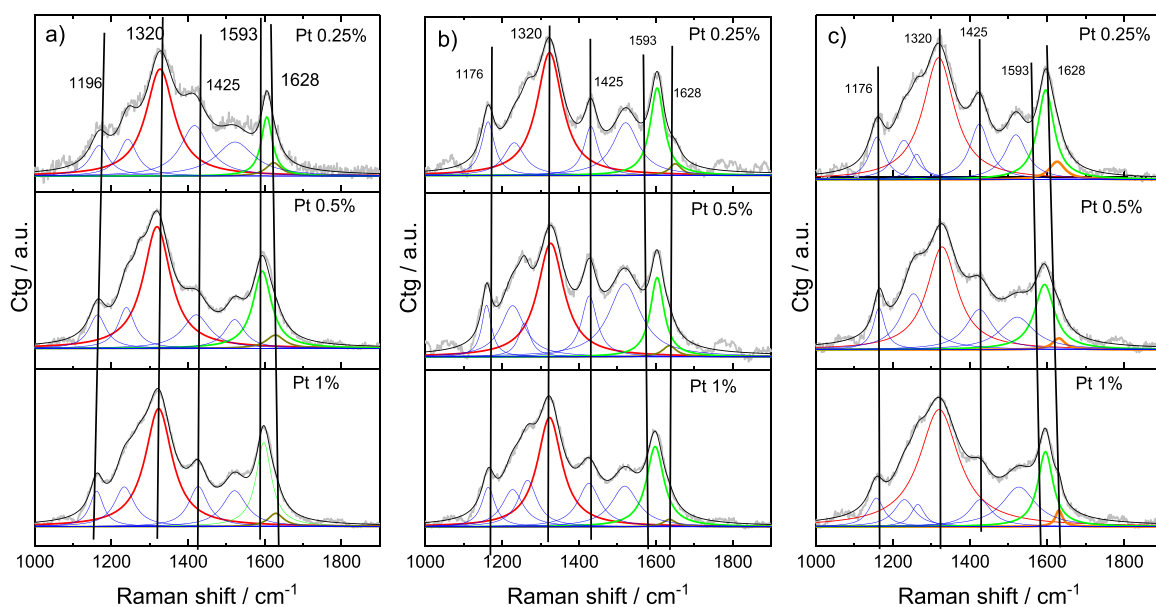 a)
1320
1593
Pt 0.25%
1196
1425
1628
Pt 0.5%
Pt 1%
Ctg / a.u.
1000 1200 1400 1600 1800
Raman shift / cm⁻¹
b)
1320
1593
Pt 0.25%
1176
1425
1628
Pt 0.5%
Pt 1%
Ctg / a.u.
1000 1200 1400 1600 1800
Raman shift / cm⁻¹
c)
1320
1425
Pt 0.25%
1593
1628
1176
Pt 0.5%
Pt 1%
Ctg / a.u.
1000 1200 1400 1600 1800
Raman shift / cm⁻¹